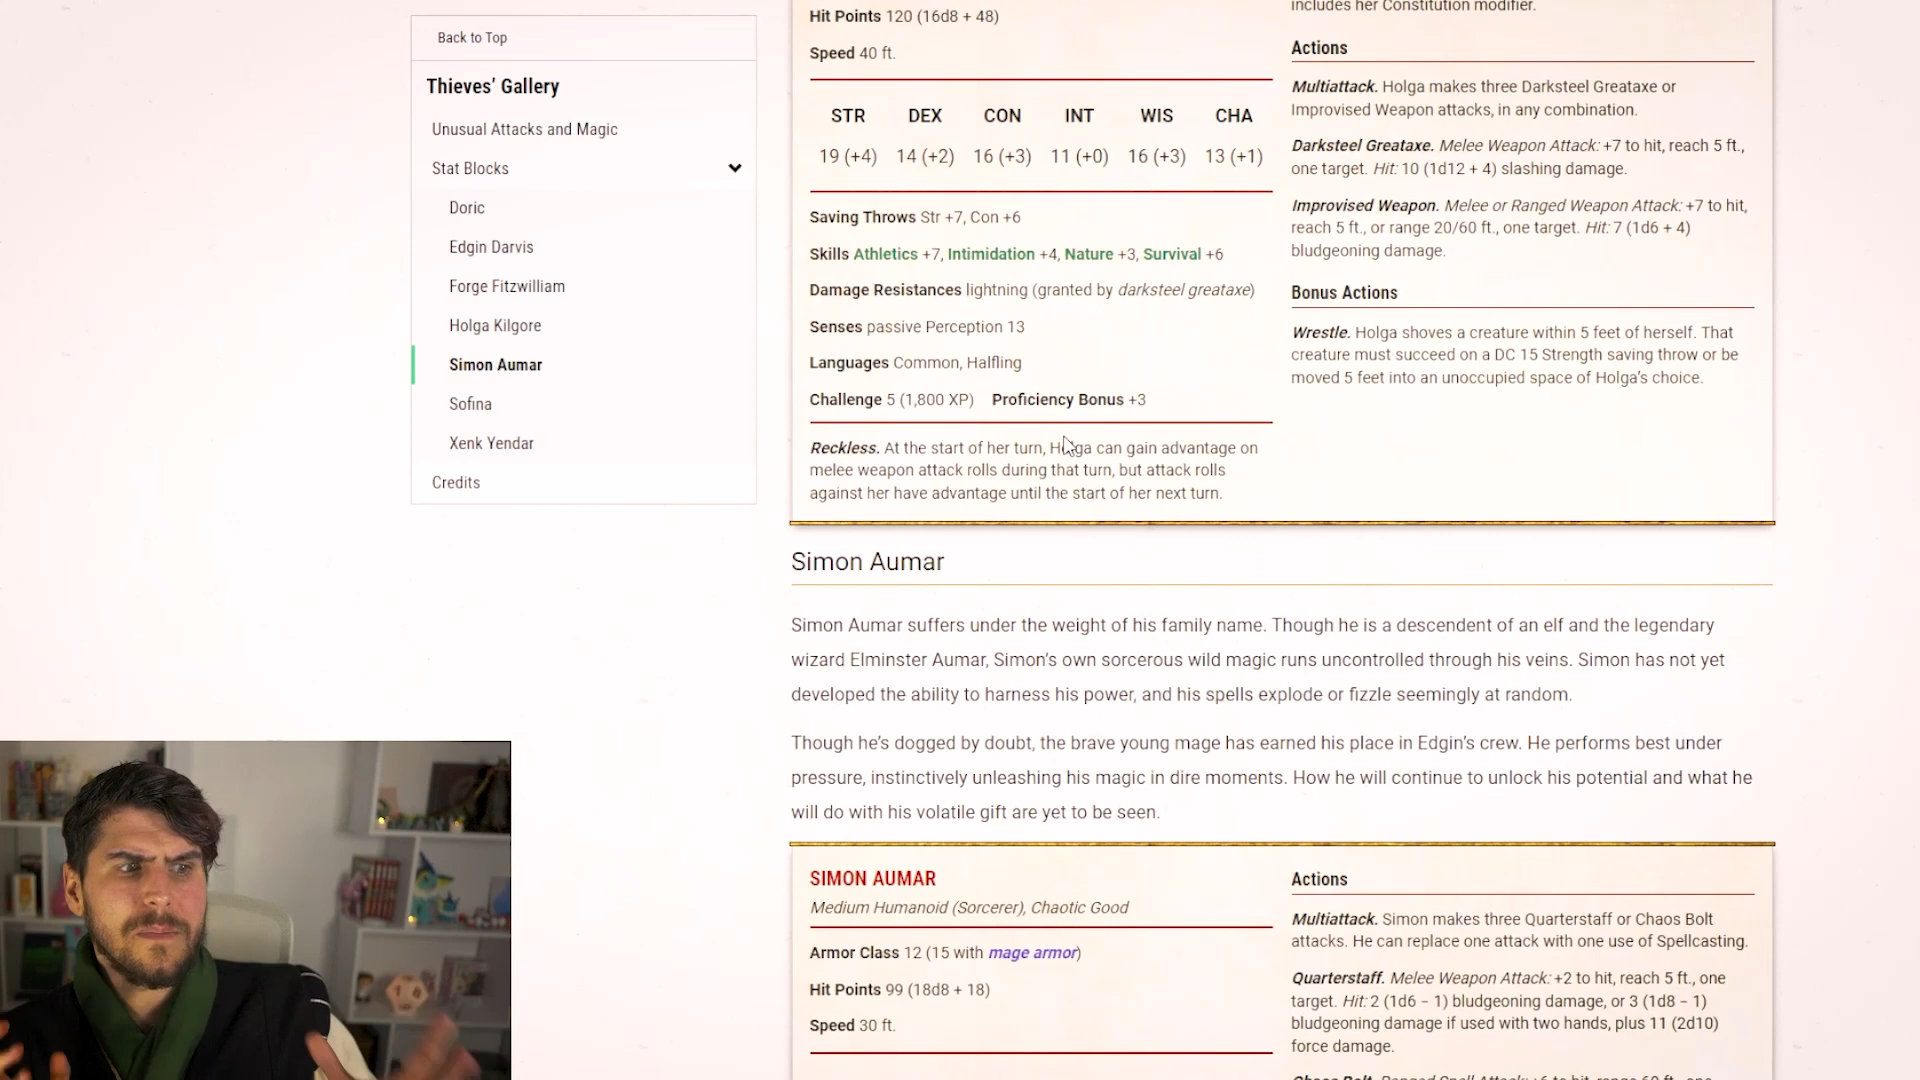 Back to Top
Thieves’ Gallery
Unusual Attacks and Magic
Stat Blocks
Doric
Edgin Darvis
Forge Fitzwilliam
Holga Kilgore
Simon Aumar
Sofina
Xenk Yendar
Credits
Hit Points 120 (16d8 + 48)
Speed 40 ft.
STR DEX CON INT WIS CHA
19 (+4) 14 (+2) 16 (+3) 11 (+0) 16 (+3) 13 (+1)
Saving Throws Str +7, Con +6
Skills Athletics +7, Intimidation +4, Nature +3, Survival +6
Damage Resistances lightning (granted by darksteel greataxe)
Senses passive Perception 13
Languages Common, Halfling
Challenge 5 (1,800 XP) Proficiency Bonus +3
Reckless. At the start of her turn, Holga can gain advantage on
melee weapon attack rolls during that turn, but attack rolls
against her have advantage until the start of her next turn.
includes her Constitution modifier.
Actions
Multiattack. Holga makes three Darksteel Greataxe or
Improvised Weapon attacks, in any combination.
Darksteel Greataxe. Melee Weapon Attack: +7 to hit, reach 5 ft.,
one target. Hit: 10 (1d12 + 4) slashing damage.
Improvised Weapon. Melee or Ranged Weapon Attack: +7 to hit,
reach 5 ft., or range 20/60 ft., one target. Hit: 7 (1d6 + 4)
bludgeoning damage.
Bonus Actions
Wrestle. Holga shoves a creature within 5 feet of herself. That
creature must succeed on a DC 15 Strength saving throw or be
moved 5 feet into an unoccupied space of Holga’s choice.
Simon Aumar
Simon Aumar suffers under the weight of his family name. Though he is a descendent of an elf and the legendary
wizard Elminster Aumar, Simon’s own sorcerous wild magic runs uncontrolled through his veins. Simon has not yet
developed the ability to harness his power, and his spells explode or fizzle seemingly at random.
Though he’s dogged by doubt, the brave young mage has earned his place in Edgin’s crew. He performs best under
pressure, instinctively unleashing his magic in dire moments. How he will continue to unlock his potential and what he
will do with his volatile gift are yet to be seen.
SIMON AUMAR
Medium Humanoid (Sorcerer), Chaotic Good
Armor Class 12 (15 with mage armor)
Hit Points 99 (18d8 + 18)
Speed 30 ft.
Actions
Multiattack. Simon makes three Quarterstaff or Chaos Bolt
attacks. He can replace one attack with one use of Spellcasting.
Quarterstaff. Melee Weapon Attack: +2 to hit, reach 5 ft., one
target. Hit: 2 (1d6 − 1) bludgeoning damage, or 3 (1d8 − 1)
bludgeoning damage if used with two hands, plus 11 (2d10)
force damage.
Chaos Bolt. Ranged Spell Attack: +6 to hit, range 60 ft., one